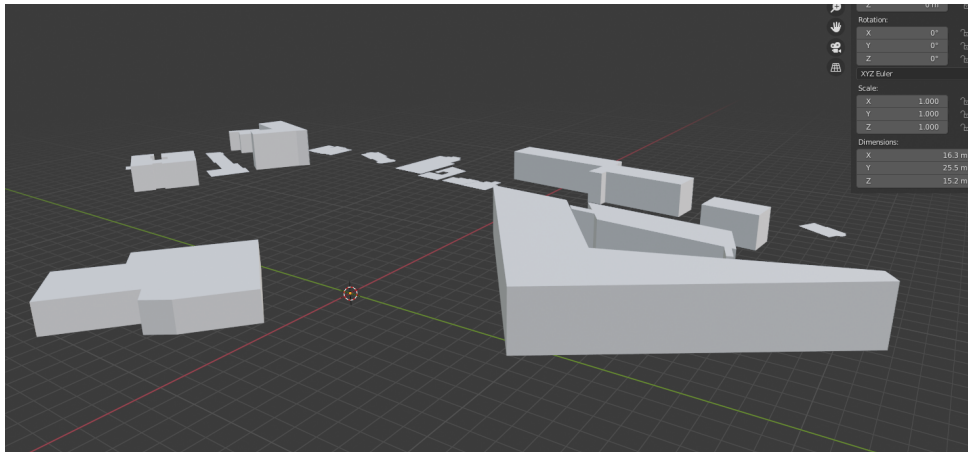 Z 0 m
Rotation:
X 0°
Y 0°
Z 0°
XYZ Euler
Scale:
X 1.000
Y 1.000
Z 1.000
Dimensions:
X 16.3 m
Y 25.5 m
Z 15.2 m